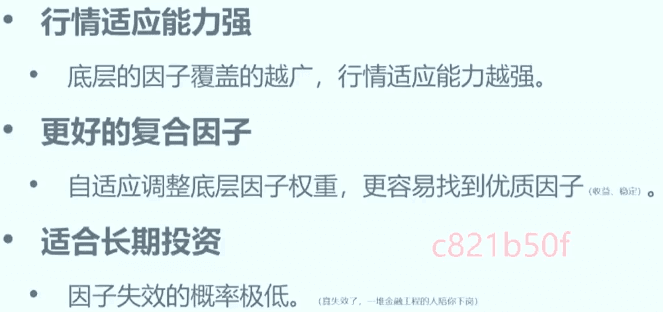 • 行情适应能力强
• 底层的因子覆盖的越广，行情适应能力越强。
• 更好的复合因子
• 自适应调整底层因子权重，更容易找到优质因子（收益、稳定）。
• 适合长期投资
c821b50f
• 因子失效的概率极低。（真失效了，一堆金融工程的人陪你下岗）